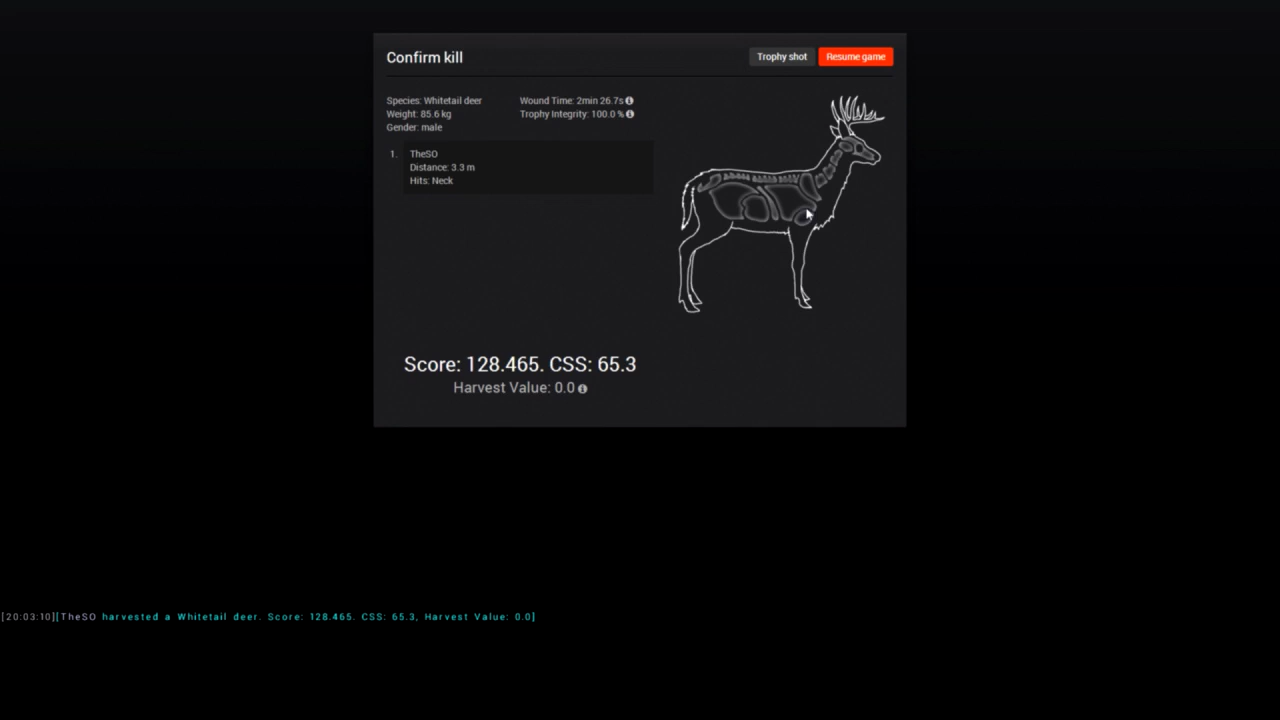 Confirm kill
Trophy shot
Resume game
Species: Whitetail deer
Weight: 85.6 kg
Gender: male
Wound Time: 2min 26.7s
Trophy Integrity: 100.0 %
1.
TheSO
Distance: 3.3 m
Hits: Neck
Score: 128.465. CSS: 65.3
Harvest Value: 0.0
[20:03:10][TheSO harvested a Whitetail deer. Score: 128.465. CSS: 65.3, Harvest Value: 0.0]